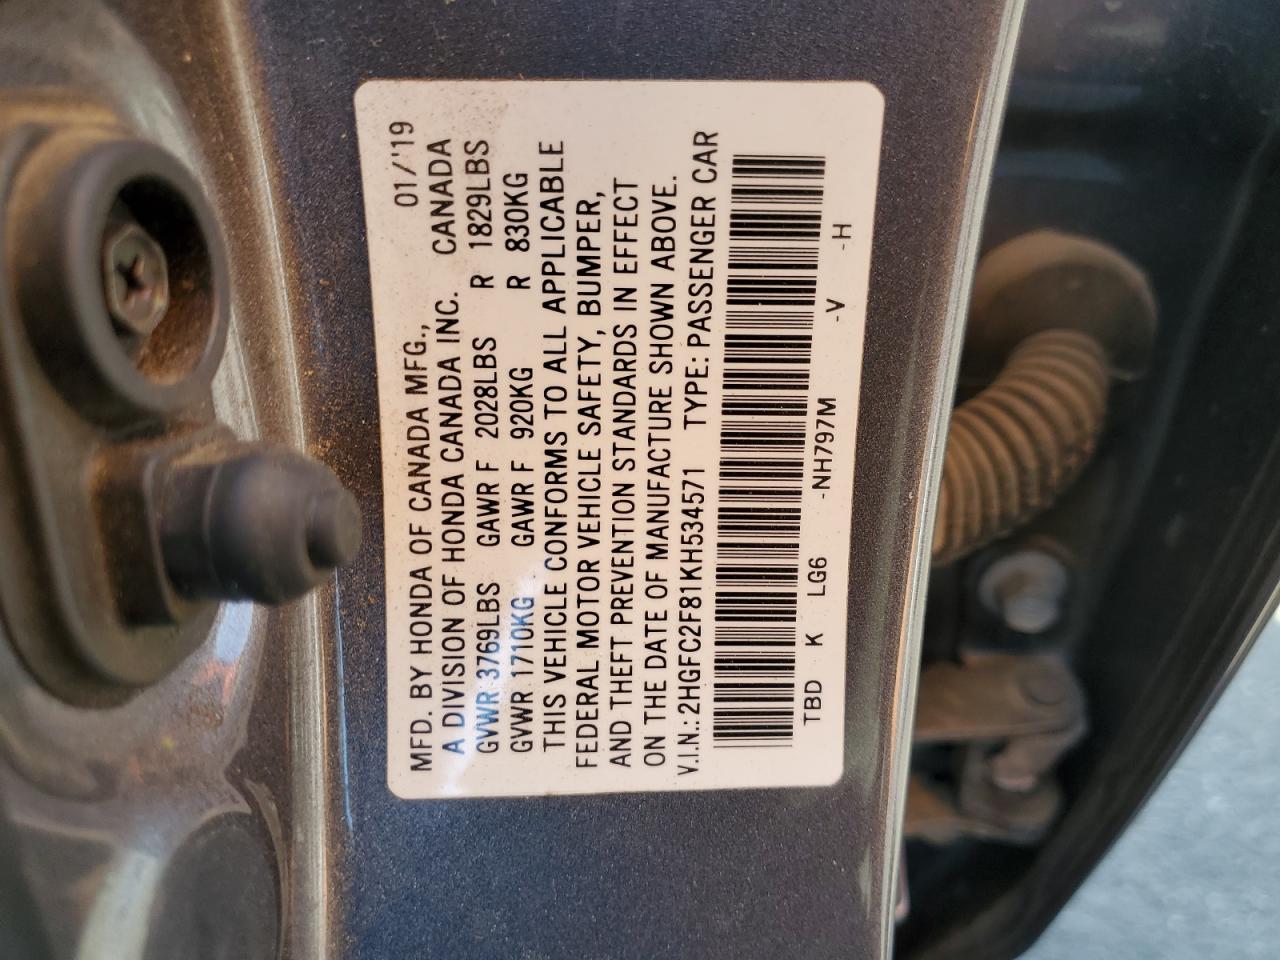 MFD. BY HONDA OF CANADA MFG., 01/'19
A DIVISION OF HONDA CANADA INC. CANADA
GVWR 3769LBS GAWR F 2028LBS R 1829LBS
GVWR 1710KG GAWR F 920KG R 830KG
THIS VEHICLE CONFORMS TO ALL APPLICABLE
FEDERAL MOTOR VEHICLE SAFETY, BUMPER,
AND THEFT PREVENTION STANDARDS IN EFFECT
ON THE DATE OF MANUFACTURE SHOWN ABOVE.
V.I.N.: 2HGFC2F81KH534571 TYPE: PASSENGER CAR
TBD K LG6 -NH797M -V -H